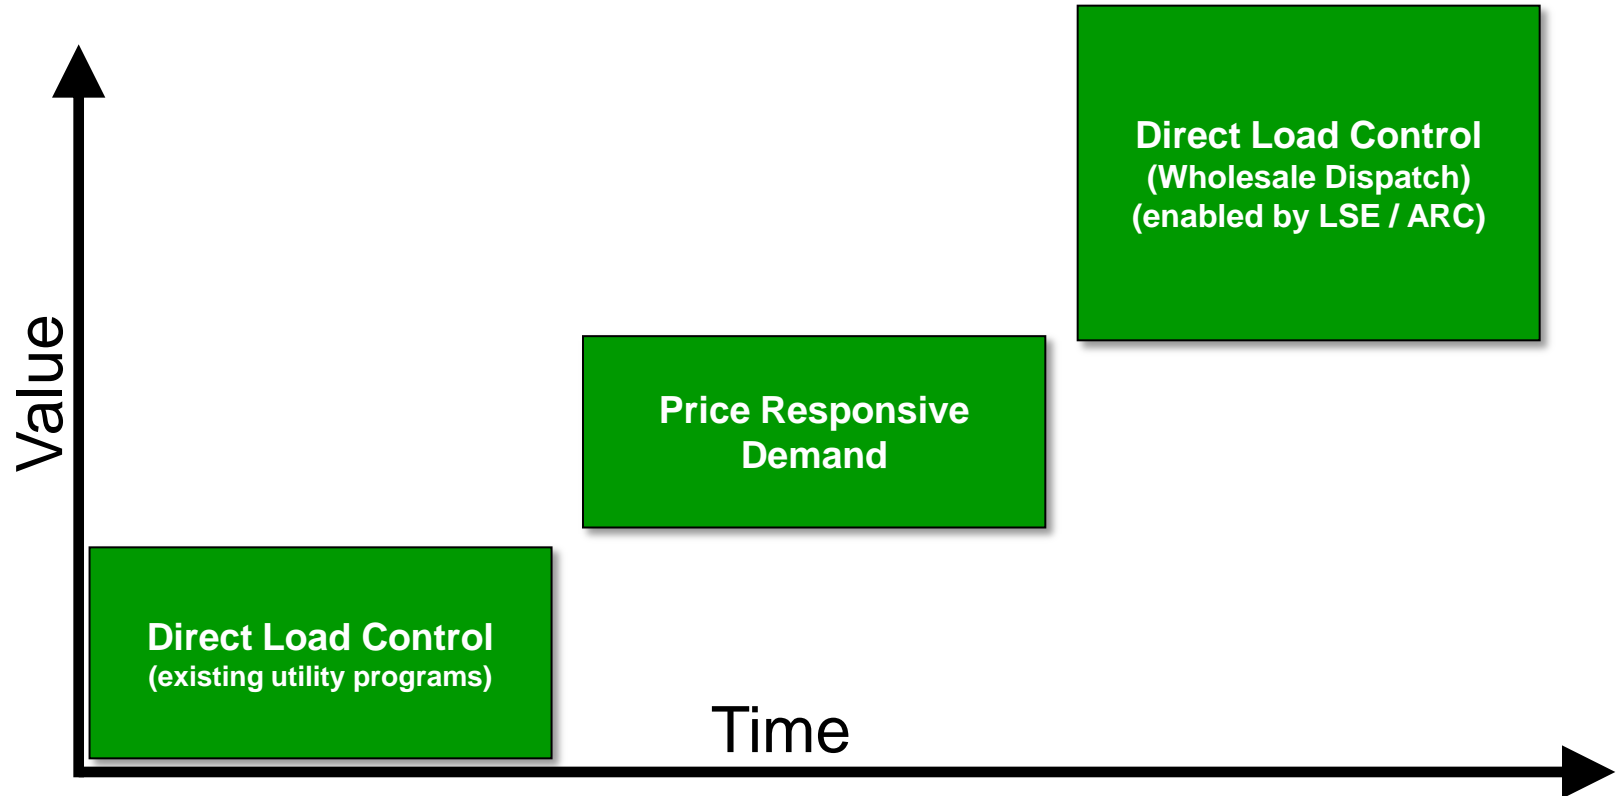 Direct Load Control
(Wholesale Dispatch)
(enabled by LSE / ARC)
Value
Price Responsive
Demand
Direct Load Control
(existing utility programs)
Time